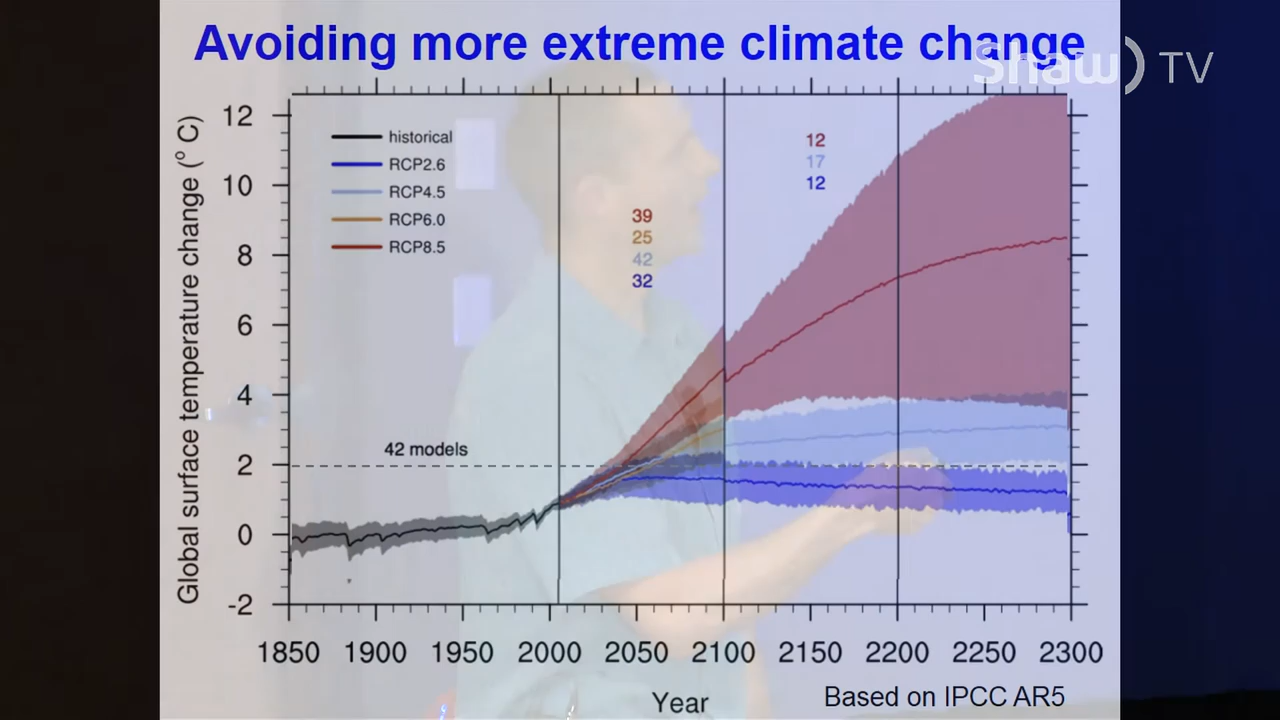 Avoiding more extreme climate change
Shaw) TV
Global surface temperature change (° C)
12
10
8
6
4
2
0
-2
historical
RCP2.6
RCP4.5
RCP6.0
RCP8.5
39
25
42
32
12
17
12
42 models
1850 1900 1950 2000 2050 2100 2150 2200 2250 2300
Year
Based on IPCC AR5